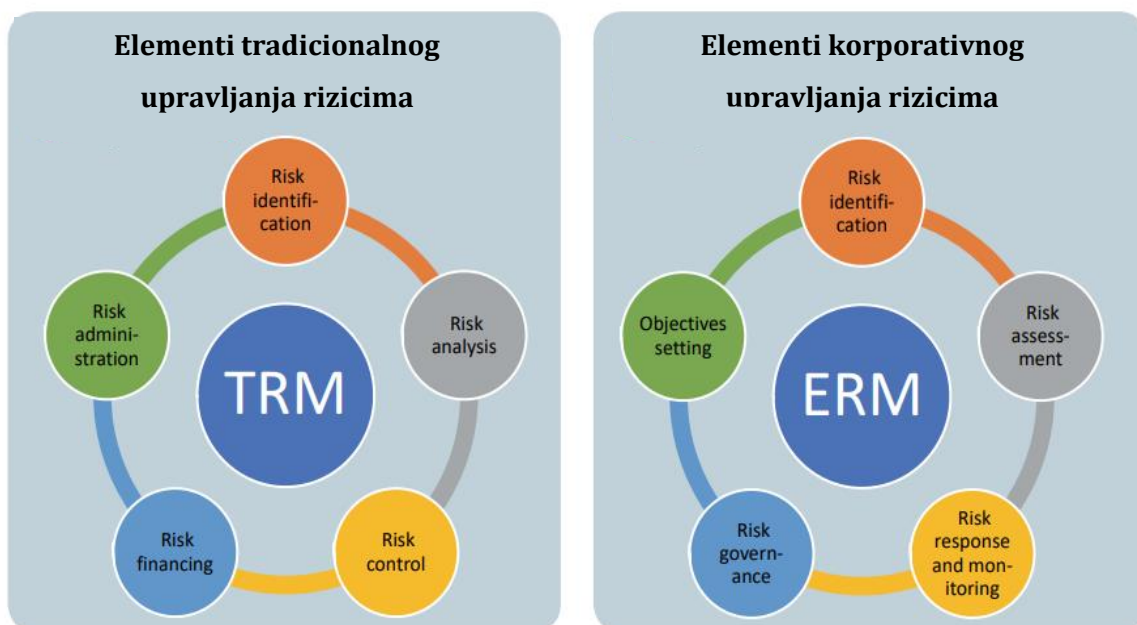 Elementi tradicionalnog
upravljanja rizicima
Risk
identifi-
cation
Risk
analysis
Risk
control
Risk
financing
Risk
admini-
stration
TRM
Elementi korporativnog
upravljanja rizicima
Risk
identifi-
cation
Risk
assess-
ment
Risk
response
and mon-
itoring
Risk
govern-
ance
Objectives
setting
ERM